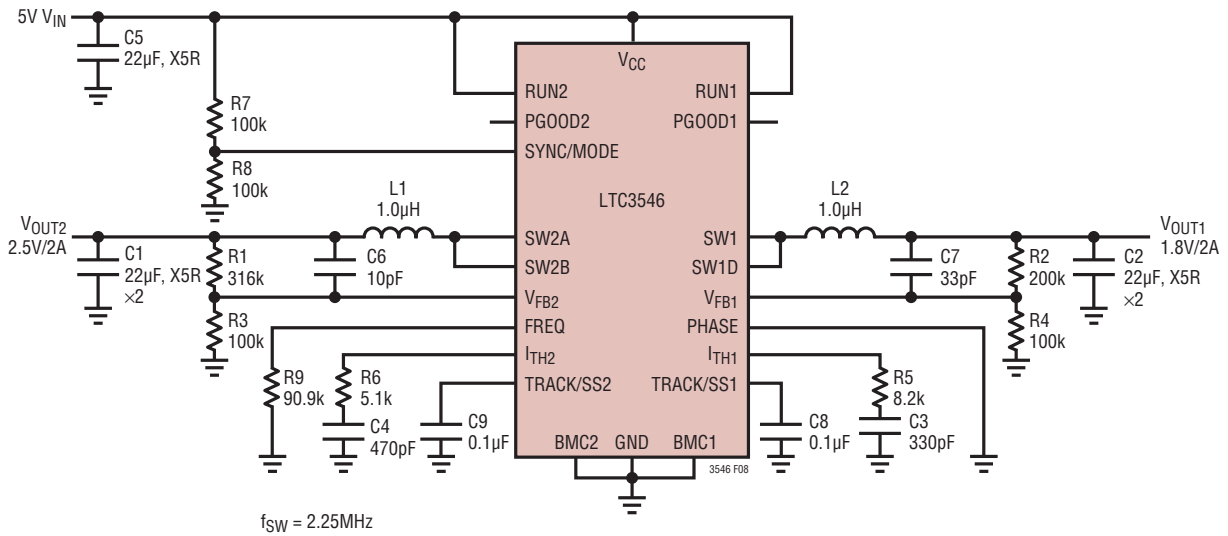 5V VIN
C5
22µF, X5R
R7
100k
R8
100k
VCC
RUN2
RUN1
PGOOD2
PGOOD1
SYNC/MODE
LTC3546
L1
1.0µH
L2
1.0µH
VOUT2
2.5V/2A
C1
22µF, X5R
×2
R1
316k
C6
10pF
SW2A
SW1
SW2B
SW1D
C7
33pF
R2
200k
C2
22µF, X5R
×2
VOUT1
1.8V/2A
R3
100k
VFB2
VFB1
R4
100k
FREQ
PHASE
ITH2
ITH1
TRACK/SS2
TRACK/SS1
R9
90.9k
R6
5.1k
C4
470pF
C9
0.1µF
BMC2
GND
BMC1
C8
0.1µF
R5
8.2k
C3
330pF
3546 F08
fSW = 2.25MHz